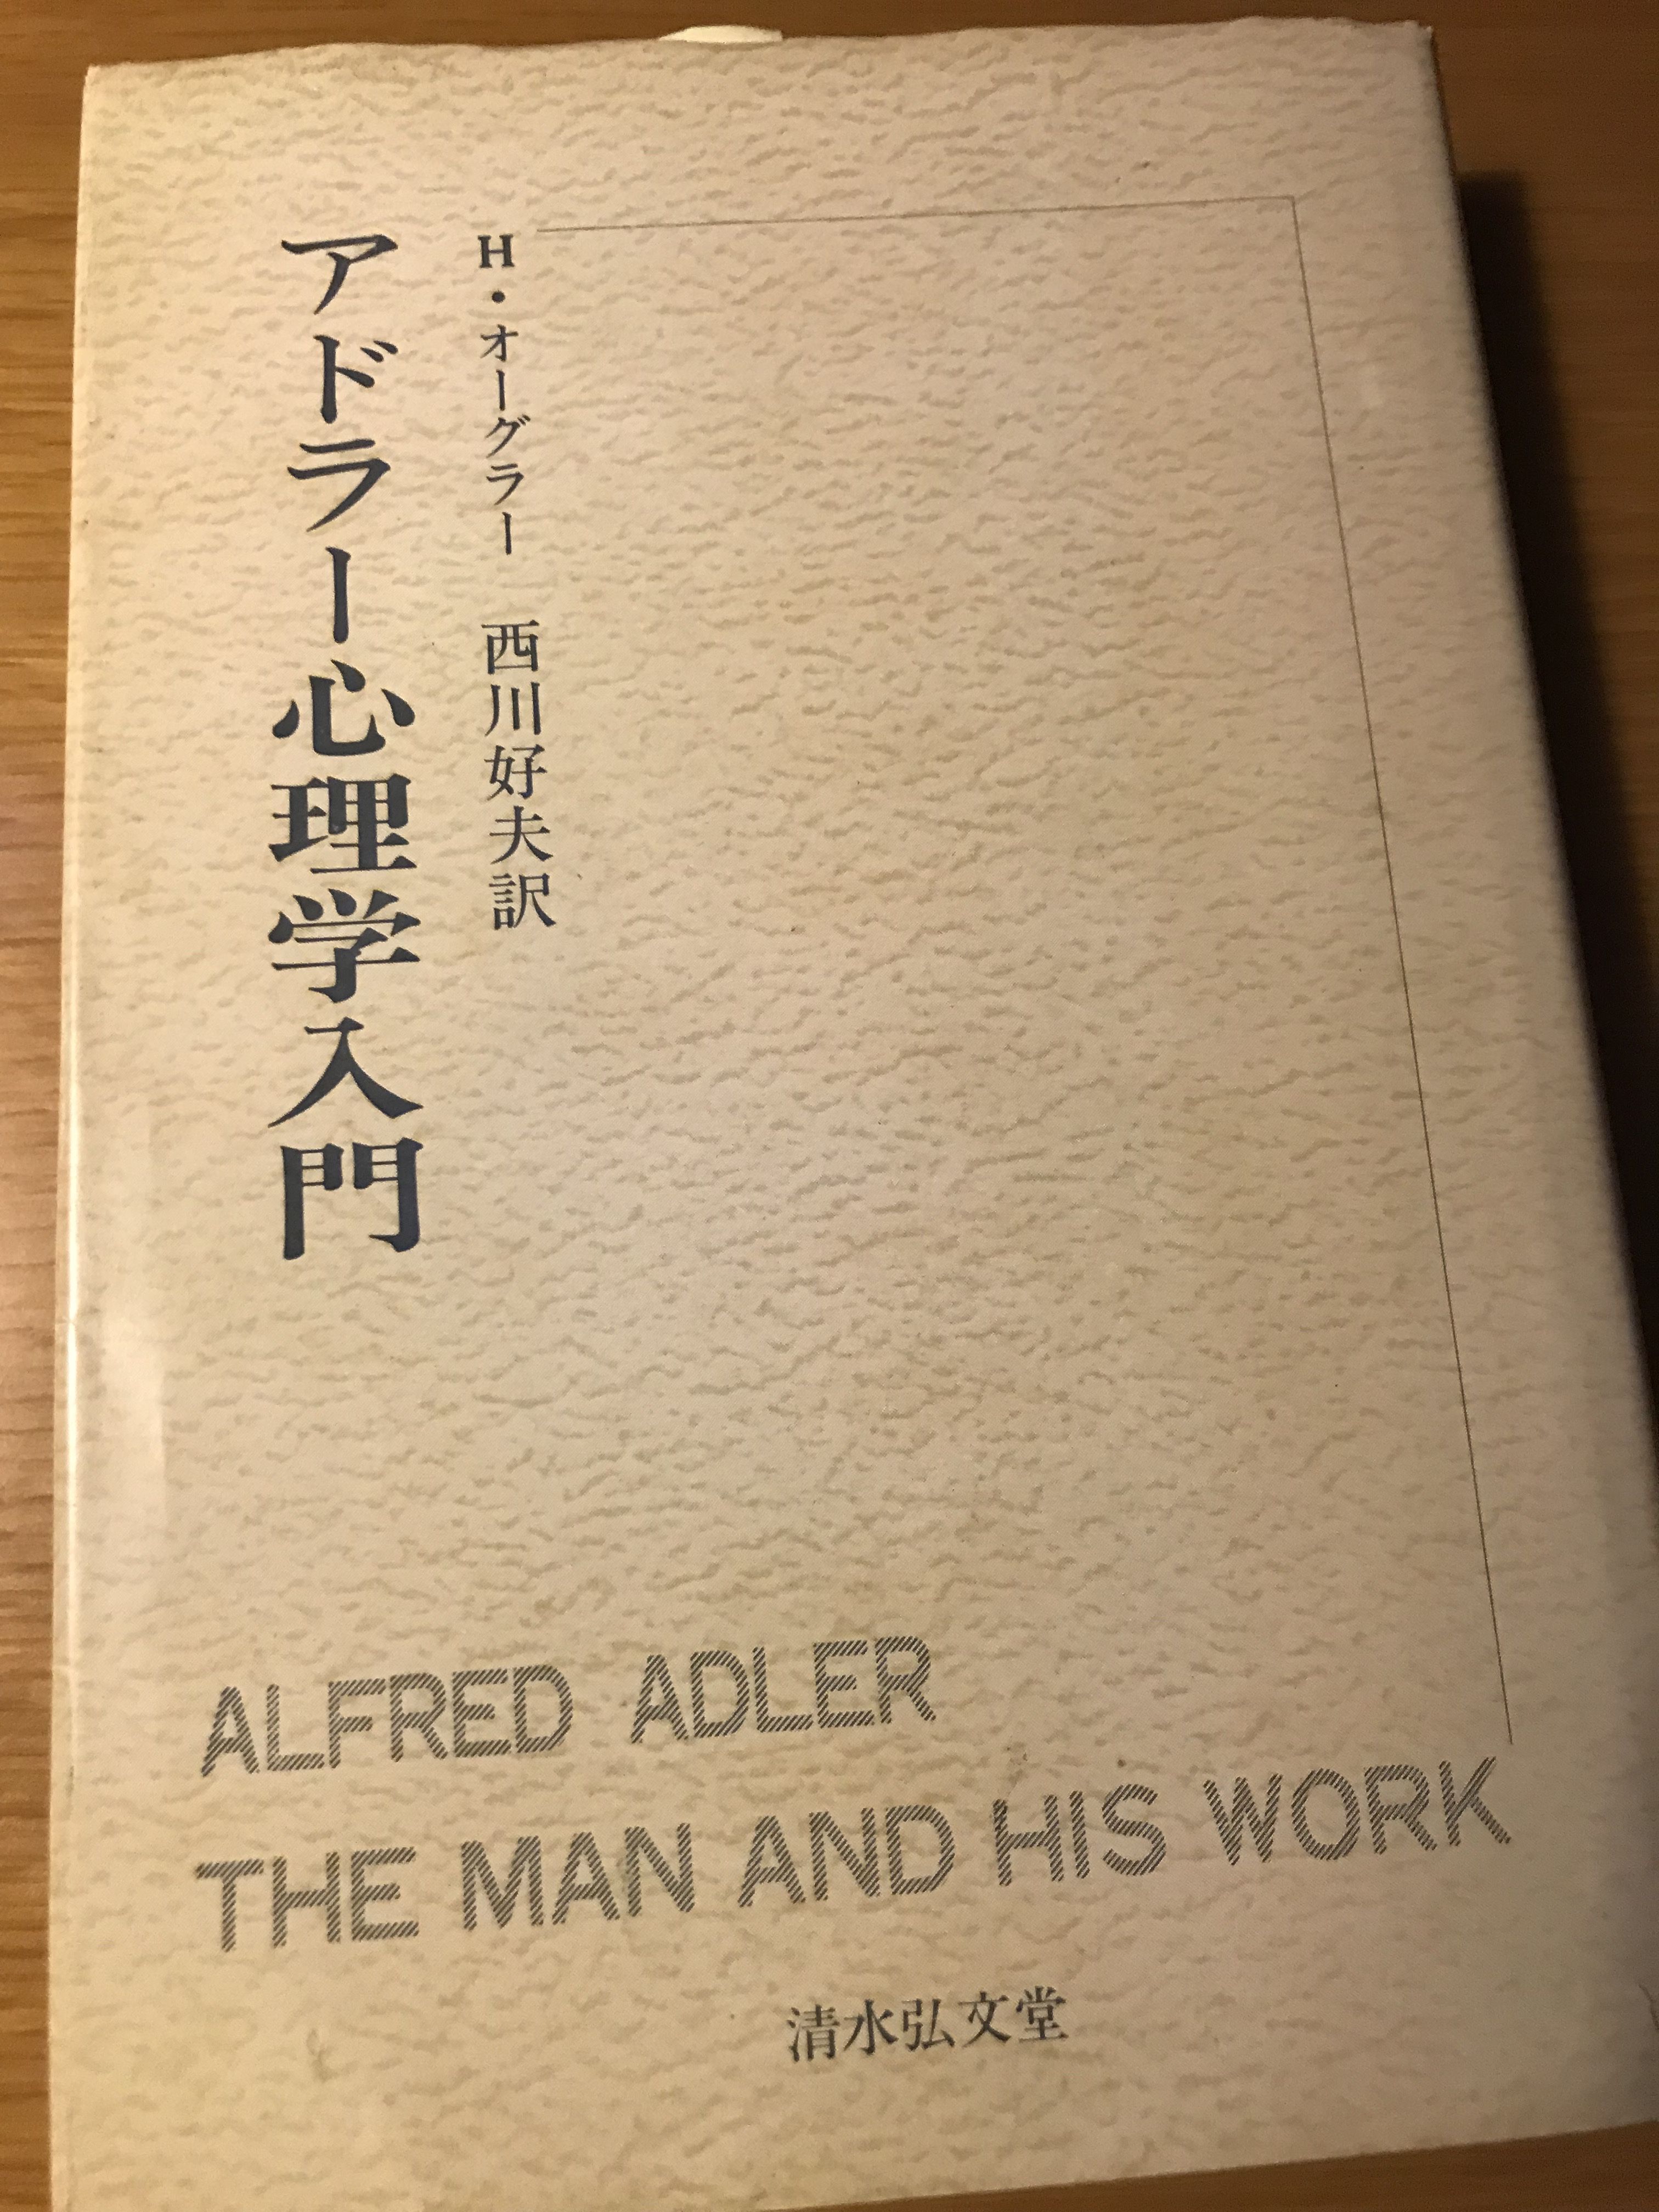 H・オーグラー 西川好夫訳
アドラー心理学入門
ALFRED ADLER
THE MAN AND HIS WORK
清水弘文堂